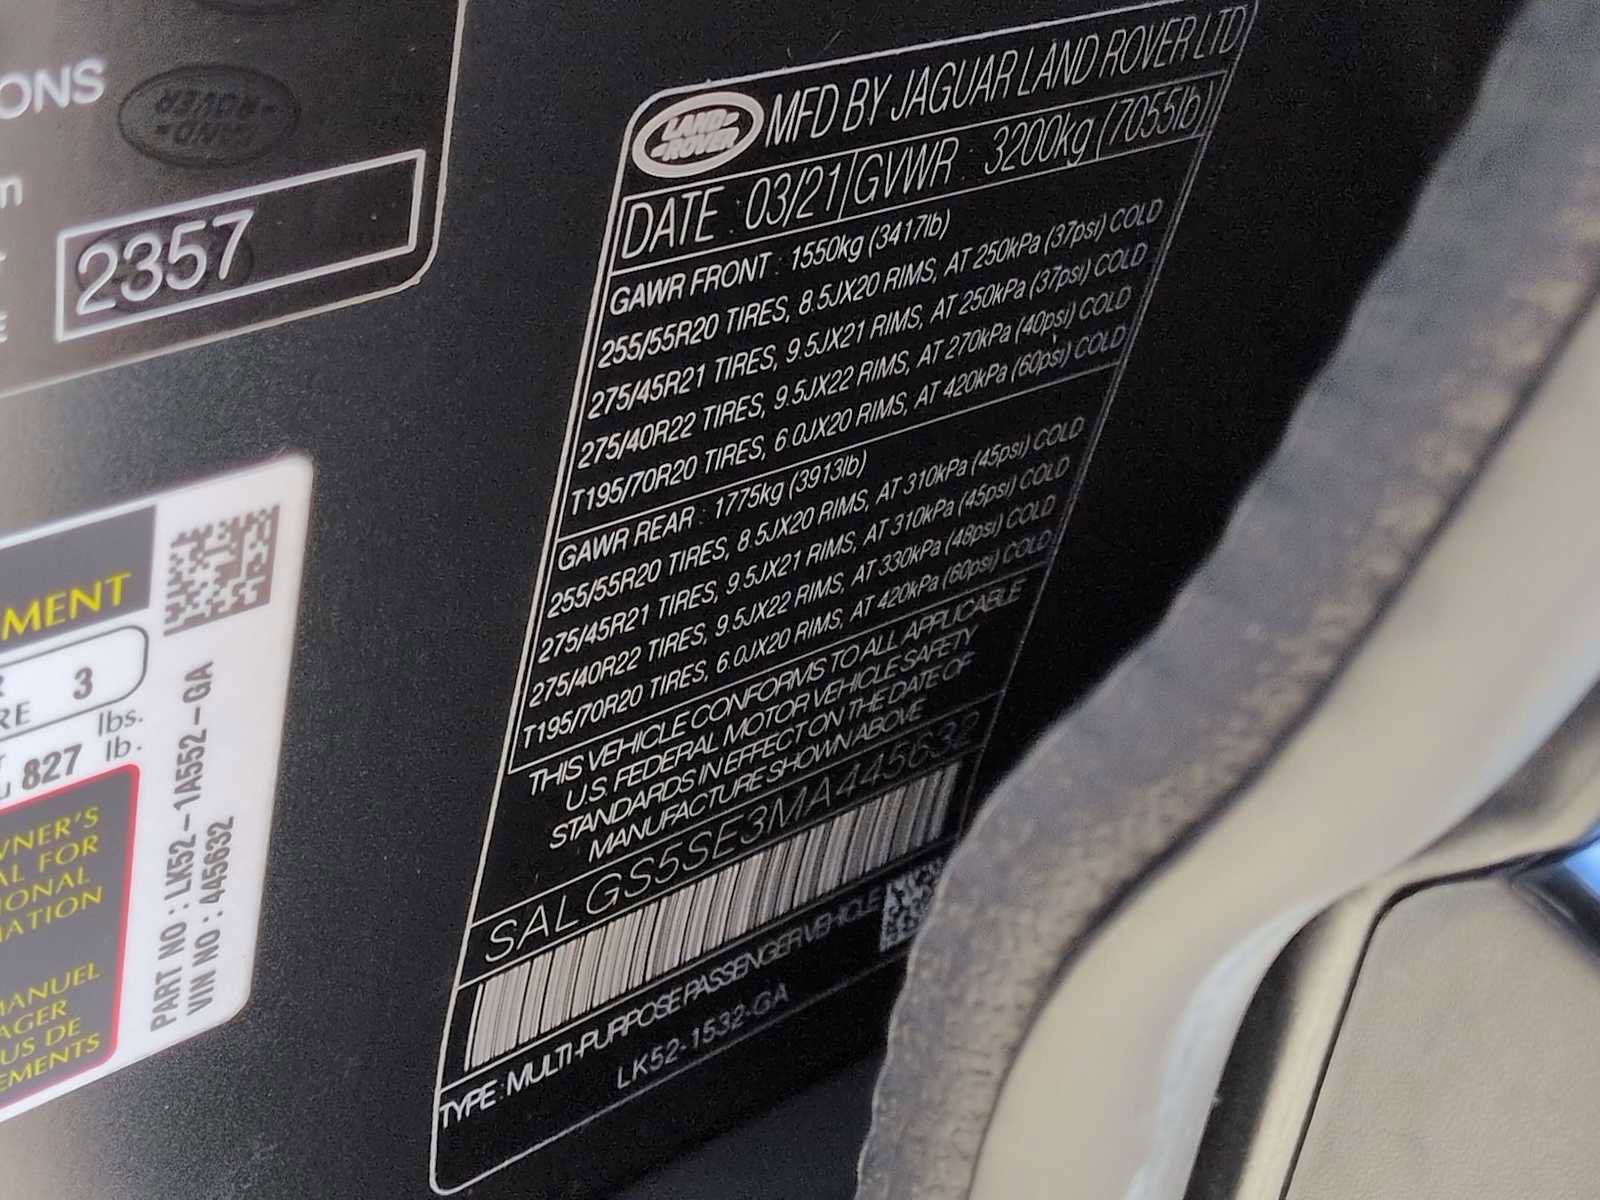 ONS
LAND
ROVER
2357
MENT
3
RE
lbs.
827 lb.
WNER'S
AL FOR
IONAL
MATION
MANUEL
AGER
US DE
EMENTS
PART NO : LK52-1A552-GA
VIN NO : 445632
LAND
ROVER
MFD BY JAGUAR LAND ROVER LTD
DATE : 03/21 GVWR : 3200kg (7055lb)
GAWR FRONT : 1550kg (3417lb)
255/55R20 TIRES, 8.5JX20 RIMS, AT 250kPa (37psi) COLD
275/45R21 TIRES, 9.5JX21 RIMS, AT 250kPa (37psi) COLD
275/40R22 TIRES, 9.5JX22 RIMS, AT 270kPa (40psi) COLD
T195/70R20 TIRES, 6.0JX20 RIMS, AT 420kPa (60psi) COLD
GAWR REAR : 1775kg (3913lb)
255/55R20 TIRES, 8.5JX20 RIMS, AT 310kPa (45psi) COLD
275/45R21 TIRES, 9.5JX21 RIMS, AT 310kPa (45psi) COLD
275/40R22 TIRES, 9.5JX22 RIMS, AT 330kPa (48psi) COLD
T195/70R20 TIRES, 6.0JX20 RIMS, AT 420kPa (60psi) COLD
THIS VEHICLE CONFORMS TO ALL APPLICABLE
U.S. FEDERAL MOTOR VEHICLE SAFETY
STANDARDS IN EFFECT ON THE DATE OF
MANUFACTURE SHOWN ABOVE
SALGS5SE3MA445632
TYPE : MULTI-PURPOSE PASSENGER VEHICLE
LK52-1532-GA